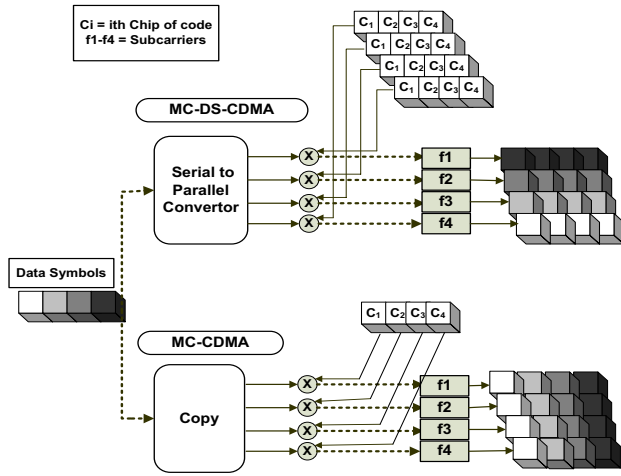 Ci = ith Chip of code
f1-f4 = Subcarriers
C1 C2 C3 C4
C1 C2 C3 C4
C1 C2 C3 C4
C1 C2 C3 C4
MC-DS-CDMA
Serial to
Parallel
Convertor
X
X
X
X
f1
f2
f3
f4
Data Symbols
C1 C2 C3 C4
MC-CDMA
Copy
X
X
X
X
f1
f2
f3
f4